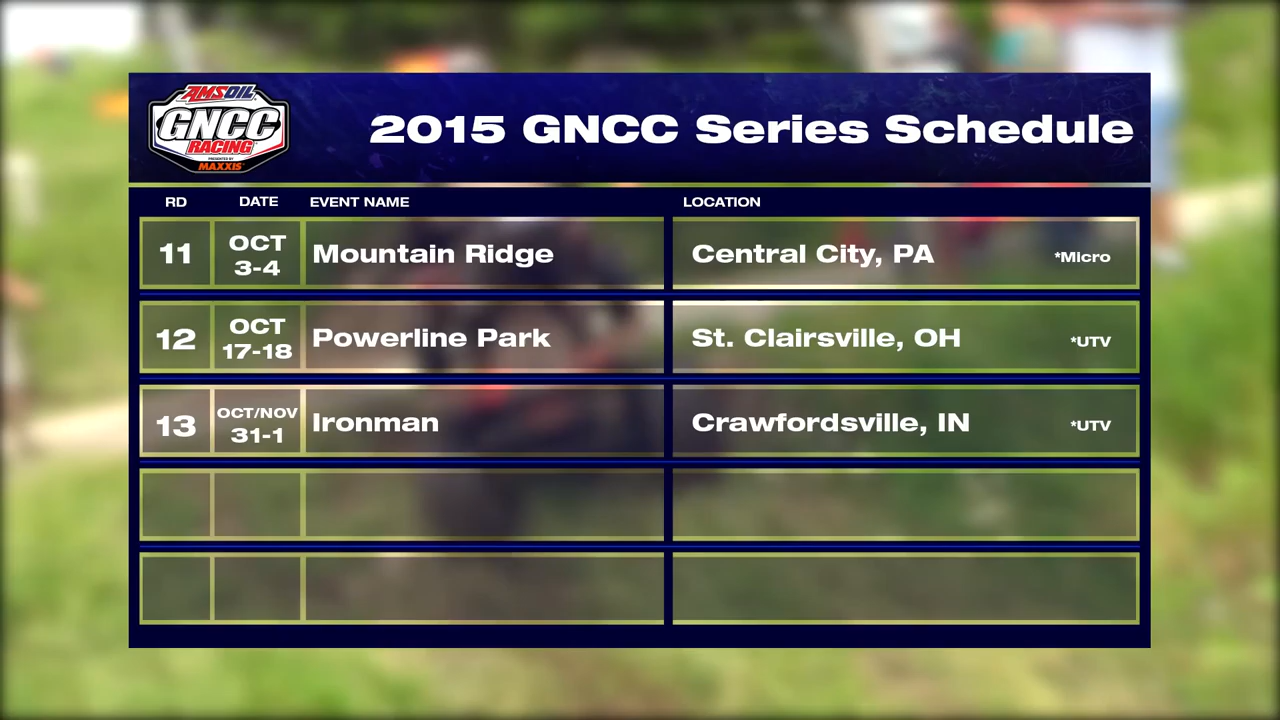 AMSOIL
GNCC
RACING
PRESENTED BY
MAXXIS
2015 GNCC Series Schedule
RD DATE EVENT NAME LOCATION
11 OCT 3-4 Mountain Ridge Central City, PA *Micro
12 OCT 17-18 Powerline Park St. Clairsville, OH *UTV
13 OCT/NOV 31-1 Ironman Crawfordsville, IN *UTV